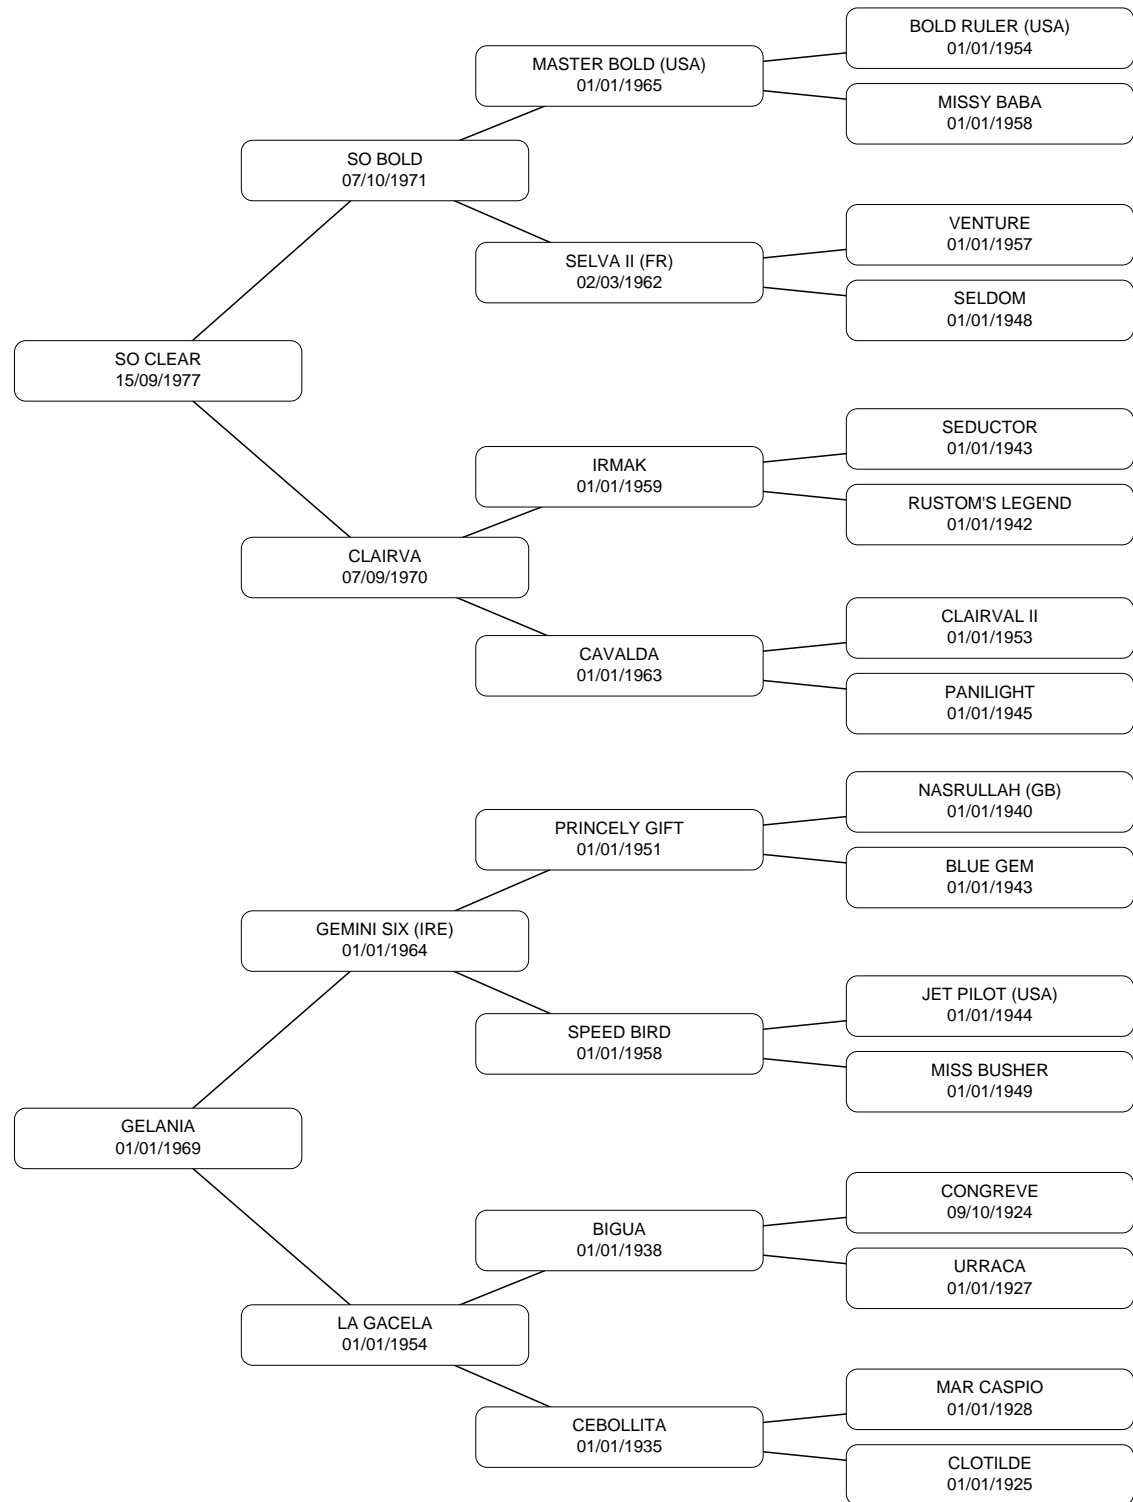 BOLD RULER (USA)
01/01/1954
MASTER BOLD (USA)
01/01/1965
MISSY BABA
01/01/1958
SO BOLD
07/10/1971
VENTURE
01/01/1957
SELVA II (FR)
02/03/1962
SELDOM
01/01/1948
SO CLEAR
15/09/1977
SEDUCTOR
01/01/1943
IRMAK
01/01/1959
RUSTOM'S LEGEND
01/01/1942
CLAIRVA
07/09/1970
CLAIRVAL II
01/01/1953
CAVALDA
01/01/1963
PANILIGHT
01/01/1945
NASRULLAH (GB)
01/01/1940
PRINCELY GIFT
01/01/1951
BLUE GEM
01/01/1943
GEMINI SIX (IRE)
01/01/1964
JET PILOT (USA)
01/01/1944
SPEED BIRD
01/01/1958
MISS BUSHER
01/01/1949
GELANIA
01/01/1969
CONGREVE
09/10/1924
BIGUA
01/01/1938
URRACA
01/01/1927
LA GACELA
01/01/1954
MAR CASPIO
01/01/1928
CEBOLLITA
01/01/1935
CLOTILDE
01/01/1925